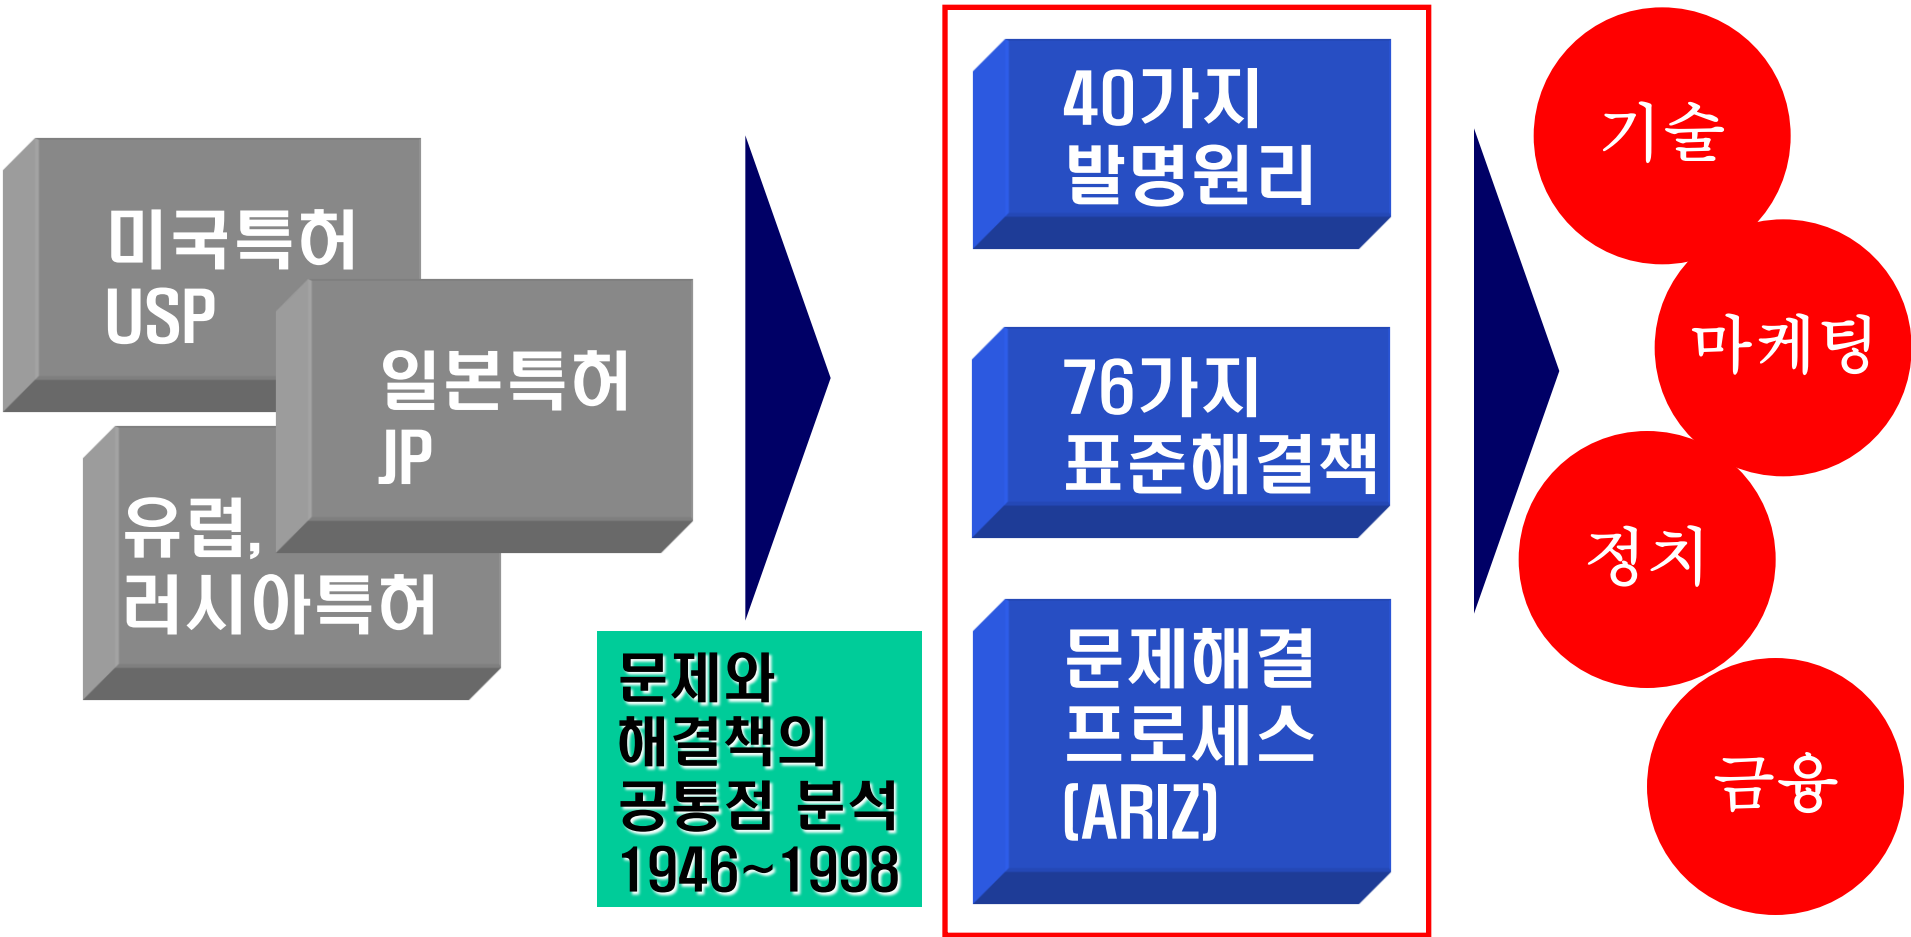 미국특허
USP
일본특허
JP
유럽,
러시아특허
문제와
해결책의
공통점 분석
1946~1998
40가지
발명원리
76가지
표준해결책
문제해결
프로세스
(ARIZ)
기술
마케팅
정치
금융